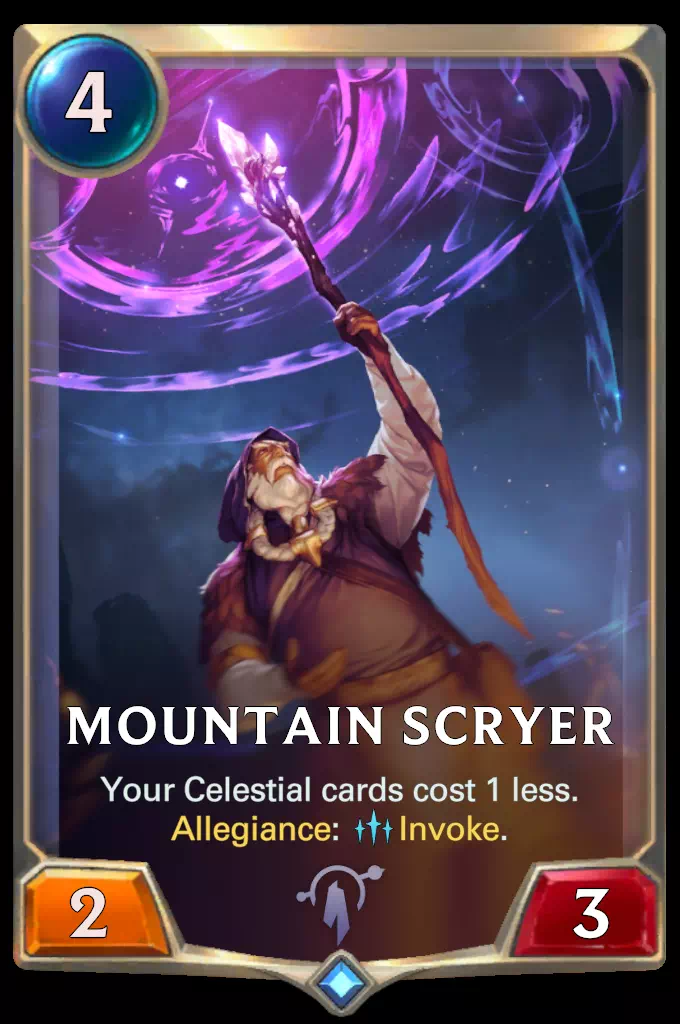 4
MOUNTAIN SCRYER
Your Celestial cards cost 1 less.
Allegiance: Invoke.
2
3